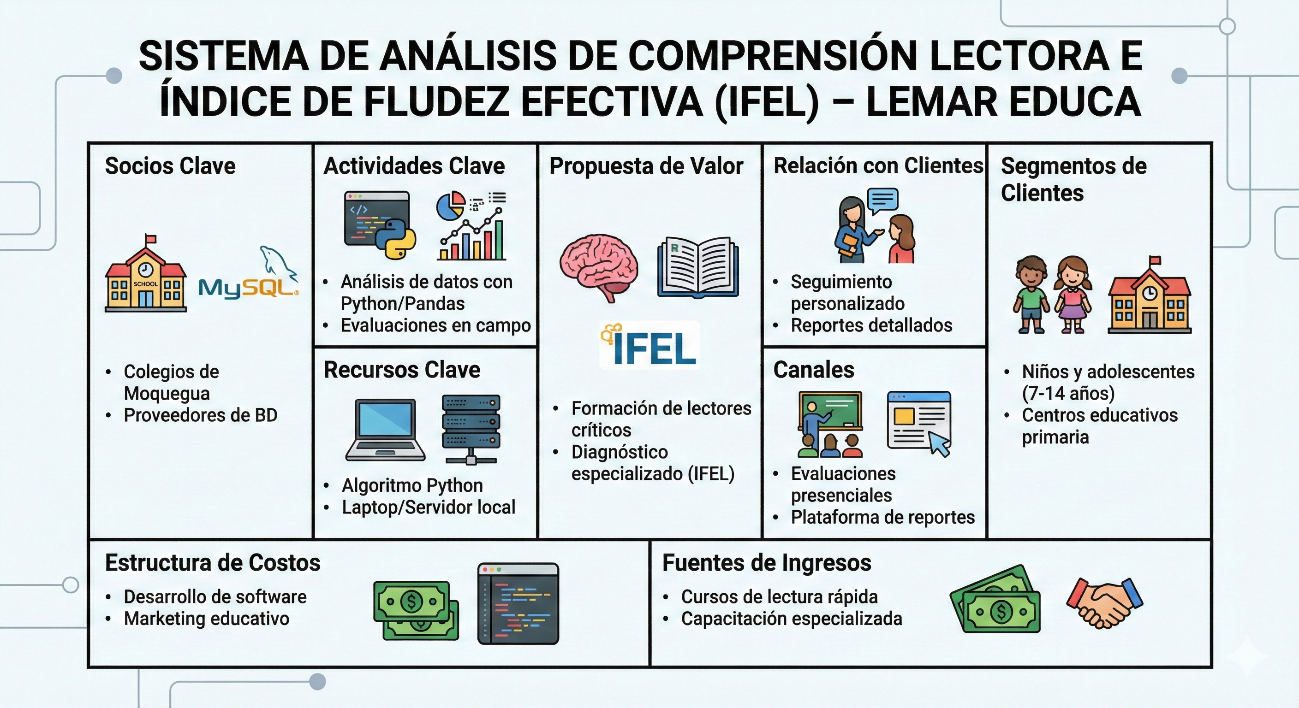 SISTEMA DE ANÁLISIS DE COMPRENSIÓN LECTORA E
ÍNDICE DE FLUDEZ EFECTIVA (IFEL) – LEMAR EDUCA
Socios Clave
SCHOOL
MySQL®
• Colegios de
Moquegua
• Proveedores de BD
Actividades Clave
</>
• Análisis de datos con
Python/Pandas
• Evaluaciones en campo
Recursos Clave
• Algoritmo Python
• Laptop/Servidor local
Propuesta de Valor
R
IFEL
• Formación de lectores
críticos
• Diagnóstico
especializado (IFEL)
Relación con Clientes
• Seguimiento
personalizado
• Reportes detallados
Canales
• Evaluaciones
presenciales
• Plataforma de reportes
Segmentos de
Clientes
• Niños y adolescentes
(7-14 años)
• Centros educativos
primaria
Estructura de Costos
• Desarrollo de software
• Marketing educativo
$
Fuentes de Ingresos
• Cursos de lectura rápida
• Capacitación especializada
$